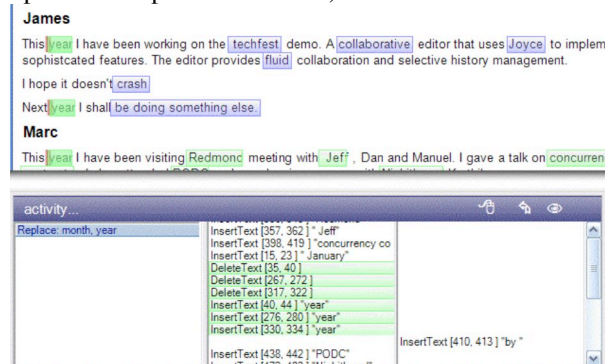 James
This year I have been working on the techfest demo. A collaborative editor that uses Joyce to implem
sophistcated features. The editor provides fluid collaboration and selective history management.
I hope it doesn't crash
Next year I shall be doing something else.
Marc
This year I have been visiting Redmond meeting with Jeff , Dan and Manuel. I gave a talk on concurren
activity...
Replace: month, year
InsertText [357, 362 ] " Jeff"
InsertText [398, 419 ] "concurrency co
InsertText [15, 23 ] " January"
DeleteText [35, 40 ]
DeleteText [267, 272 ]
DeleteText [317, 322 ]
InsertText [40, 44 ] "year"
InsertText [276, 280 ] "year"
InsertText [330, 334 ] "year"
InsertText [410, 413 ] "by "
InsertText [438, 442 ] "PODC"